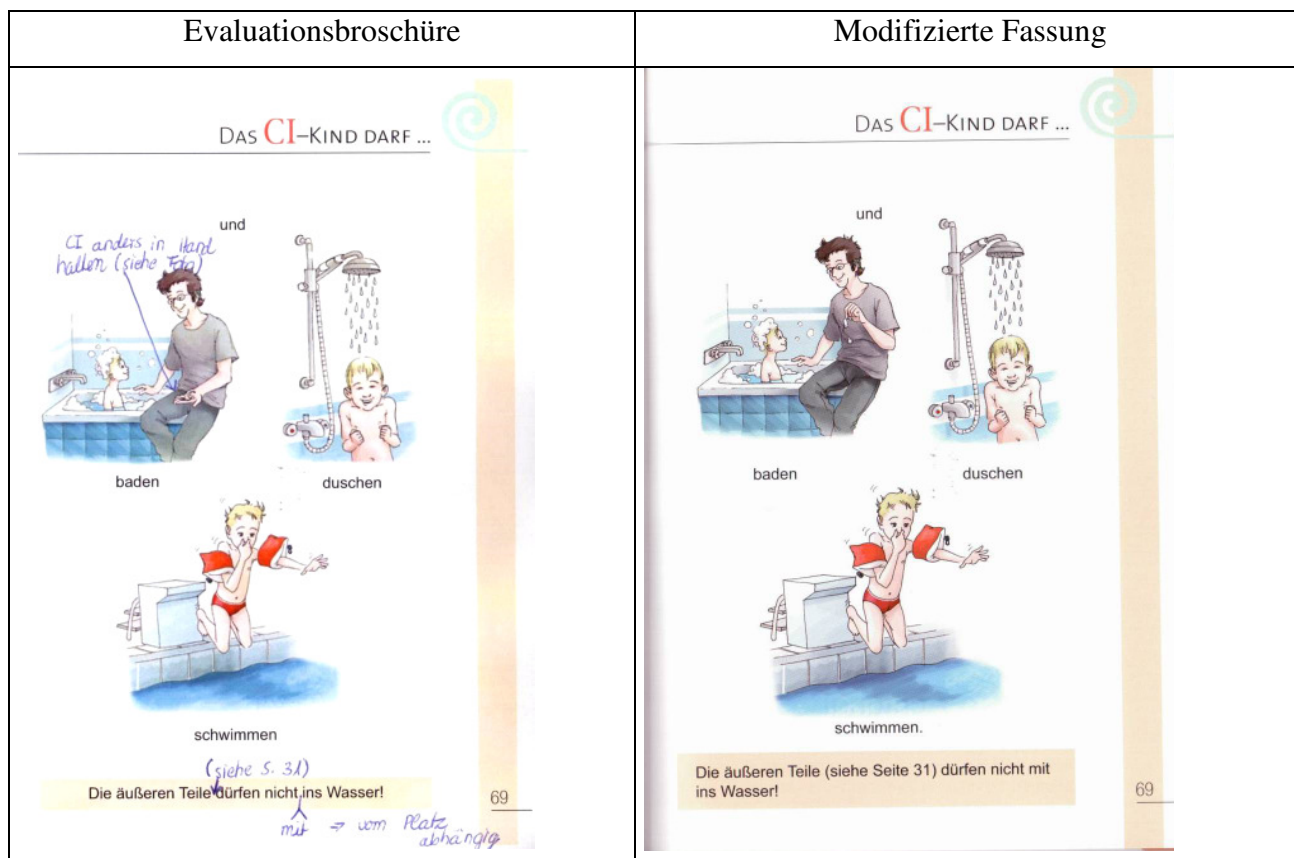 Evaluationsbroschüre
Modifizierte Fassung
DAS CI–KIND DARF ...
und
CI anders in Hand
halten (siehe Foto)
baden
duschen
schwimmen
(siehe S. 31)
Die äußeren Teile dürfen nicht ins Wasser!
mit ⇒ vom Platz
abhängig
69
DAS CI–KIND DARF ...
und
baden
duschen
schwimmen.
Die äußeren Teile (siehe Seite 31) dürfen nicht mit
ins Wasser!
69